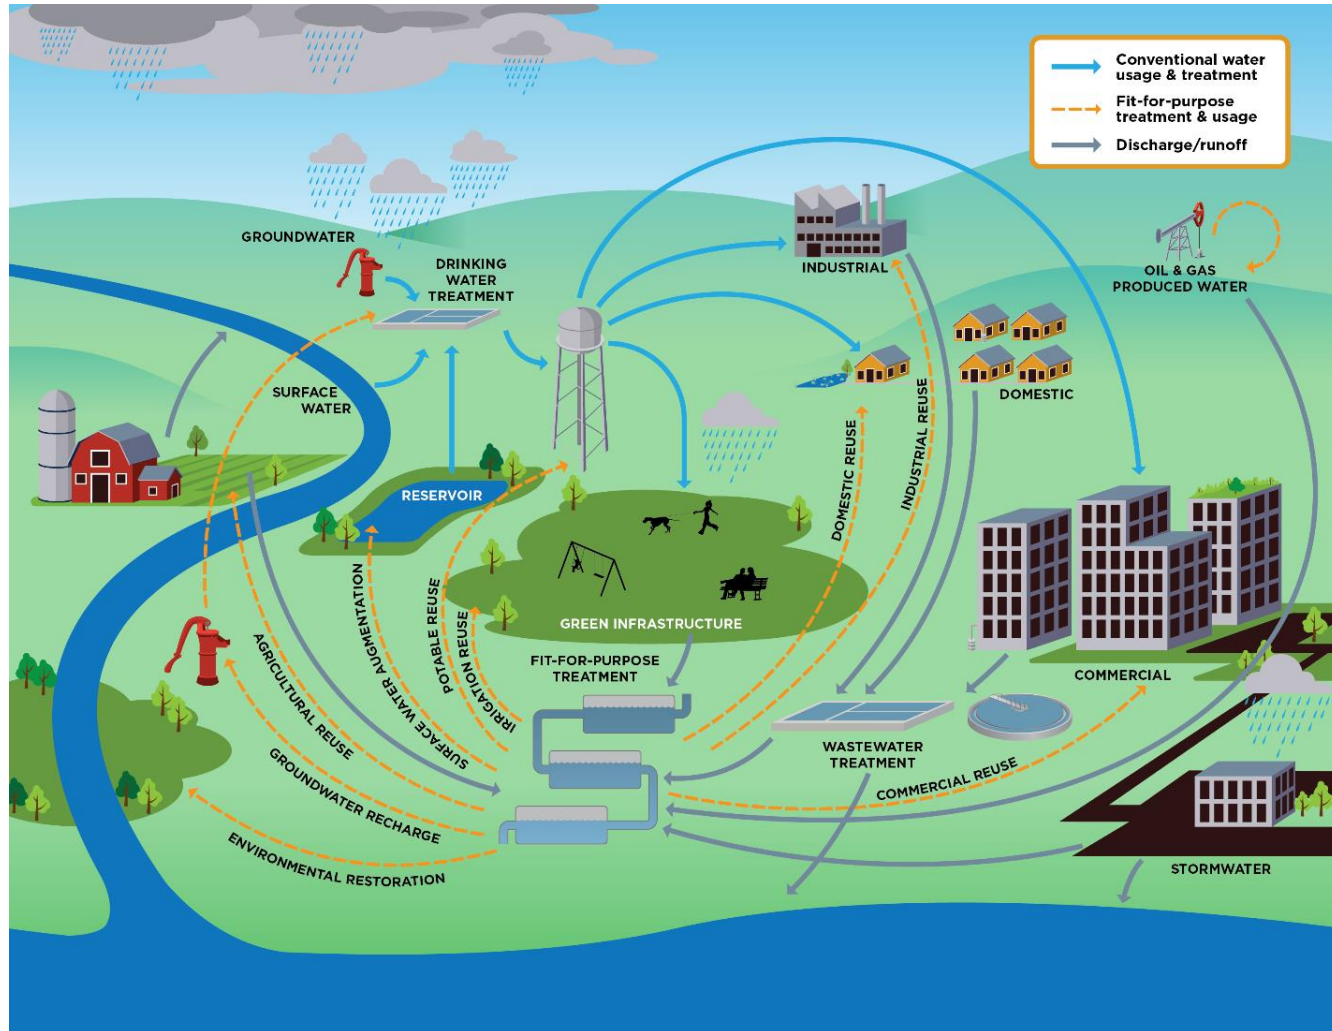 Conventional water
usage & treatment
Fit-for-purpose
treatment & usage
Discharge/runoff
GROUNDWATER
DRINKING
WATER
TREATMENT
INDUSTRIAL
OIL & GAS
PRODUCED WATER
SURFACE
WATER
DOMESTIC
RESERVOIR
DOMESTIC REUSE
INDUSTRIAL REUSE
GREEN INFRASTRUCTURE
FIT-FOR-PURPOSE
TREATMENT
AGRICULTURAL REUSE
SURFACE WATER AUGMENTATION
POTABLE REUSE
IRRIGATION REUSE
COMMERCIAL
WASTEWATER
TREATMENT
COMMERCIAL REUSE
GROUNDWATER RECHARGE
ENVIRONMENTAL RESTORATION
STORMWATER